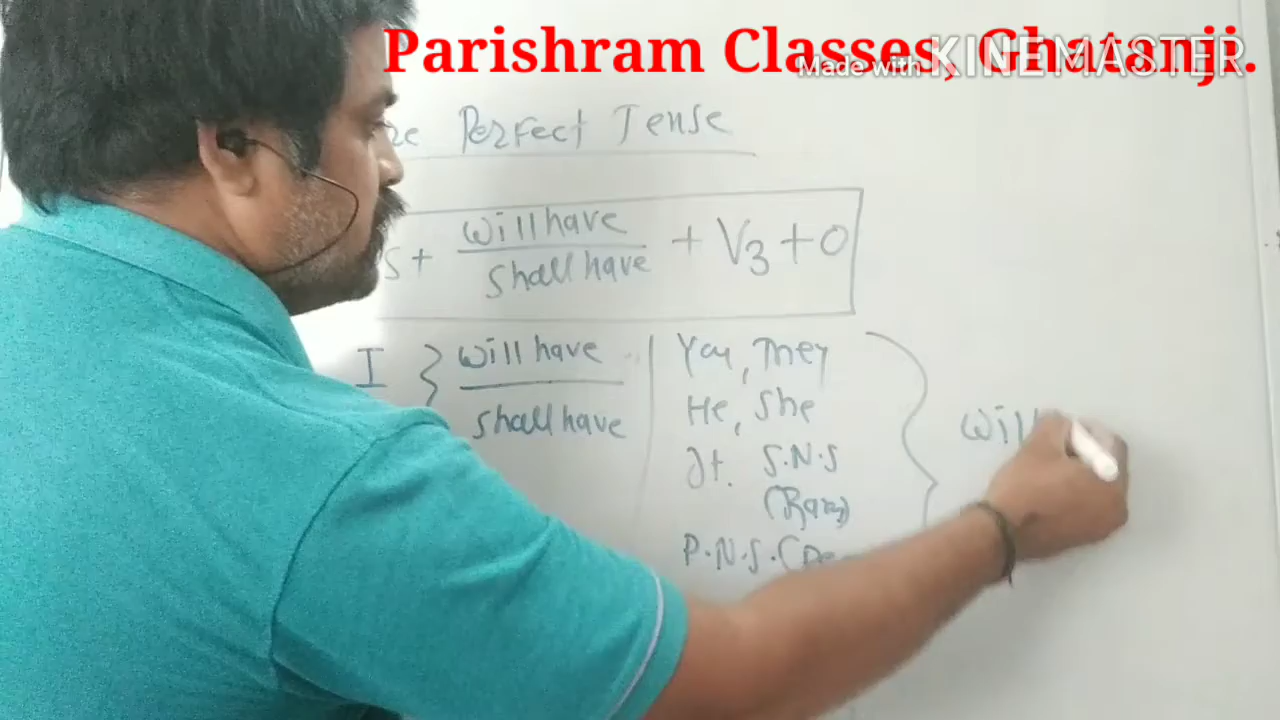 Parishram Classes, Ghatanji.
Made with KINEMASTER
Perfect Tense
S + will have / shall have + V3 + O
I } will have / shall have
You, They
He, She
It. S.N.S
(Ram)
P.N.S.(
will